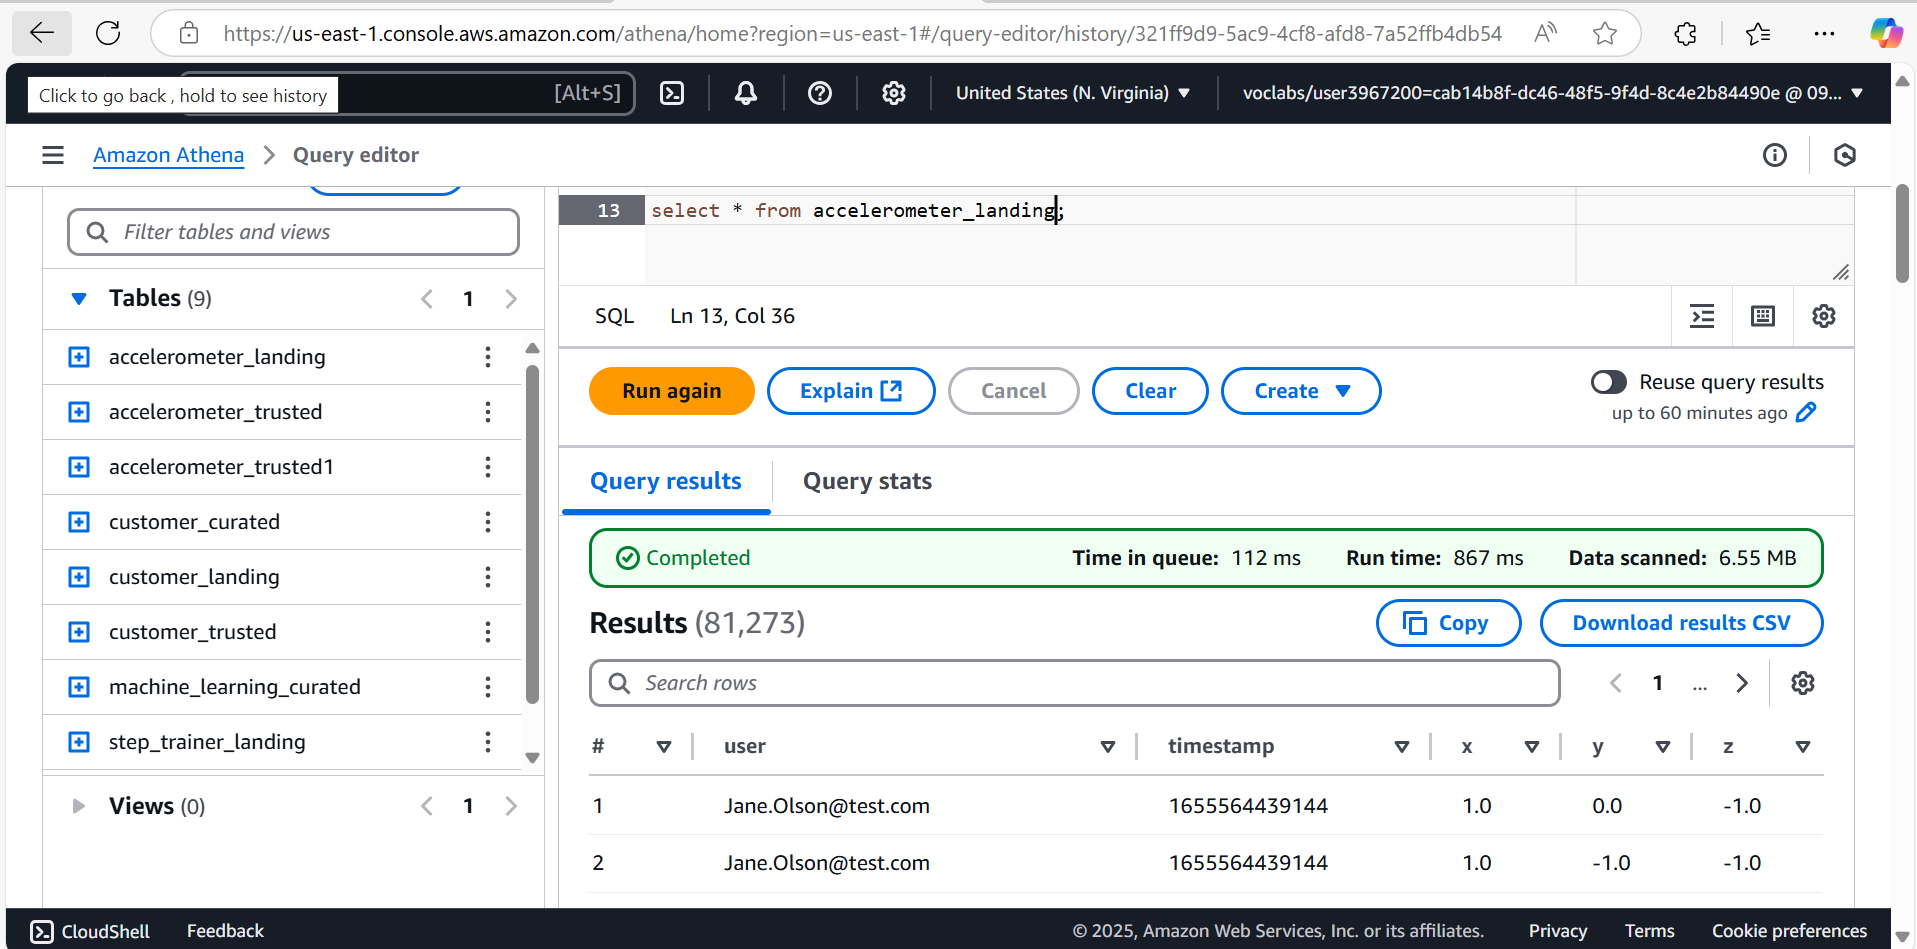 https://us-east-1.console.aws.amazon.com/athena/home?region=us-east-1#/query-editor/history/321ff9d9-5ac9-4cf8-afd8-7a52ffb4db54
Click to go back , hold to see history
[Alt+S]
United States (N. Virginia)
voclabs/user3967200=cab14b8f-dc46-48f5-9f4d-8c4e2b84490e @ 09...
Amazon Athena
Query editor
Filter tables and views
Tables (9)
1
accelerometer_landing
accelerometer_trusted
accelerometer_trusted1
customer_curated
customer_landing
customer_trusted
machine_learning_curated
step_trainer_landing
Views (0)
1
13 select * from accelerometer_landing;
SQL Ln 13, Col 36
Run again
Explain
Cancel
Clear
Create
Reuse query results
up to 60 minutes ago
Query results
Query stats
Completed
Time in queue: 112 ms
Run time: 867 ms
Data scanned: 6.55 MB
Results (81,273)
Copy
Download results CSV
Search rows
1 ...
# user timestamp x y z
1 Jane.Olson@test.com 1655564439144 1.0 0.0 -1.0
2 Jane.Olson@test.com 1655564439144 1.0 -1.0 -1.0
CloudShell
Feedback
© 2025, Amazon Web Services, Inc. or its affiliates.
Privacy
Terms
Cookie preferences